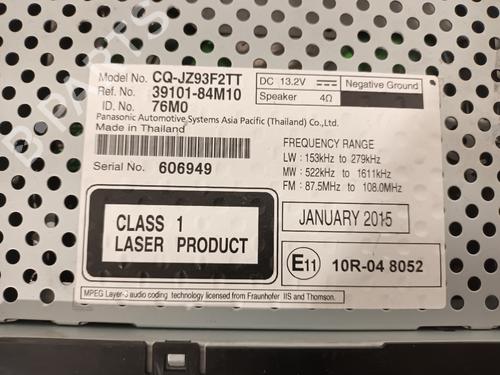 Model No. CQ-JZ93F2TT
Ref. No. 39101-84M10
ID. No. 76M0
DC 13.2V Negative Ground
Speaker 4Ω
Panasonic Automotive Systems Asia Pacific (Thailand) Co.,Ltd.
Made in Thailand
Serial No. 606949
FREQUENCY RANGE
LW : 153kHz to 279kHz
MW : 522kHz to 1611kHz
FM : 87.5MHz to 108.0MHz
CLASS 1
LASER PRODUCT
JANUARY 2015
E11 10R-04 8052
MPEG Layer-3 audio coding technology licensed from Fraunhofer IIS and Thomson.
B-PARTS